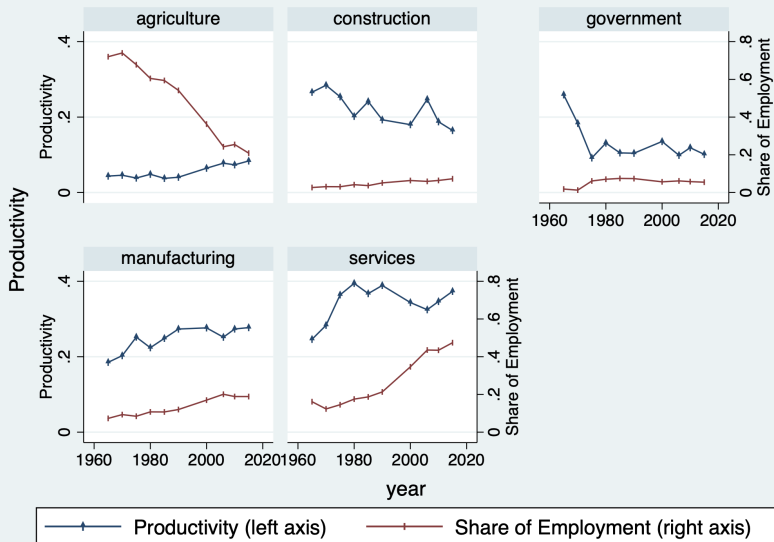 agriculture construction government
.4
.2
0
Productivity
.8
.6
.4
.2
0
Share of Employment
1960 1980 2000 2020
manufacturing services
Productivity
.4
.2
0
Productivity
.8
.6
.4
.2
0
Share of Employment
1960 1980 2000 2020 1960 1980 2000 2020
year
Productivity (left axis) Share of Employment (right axis)